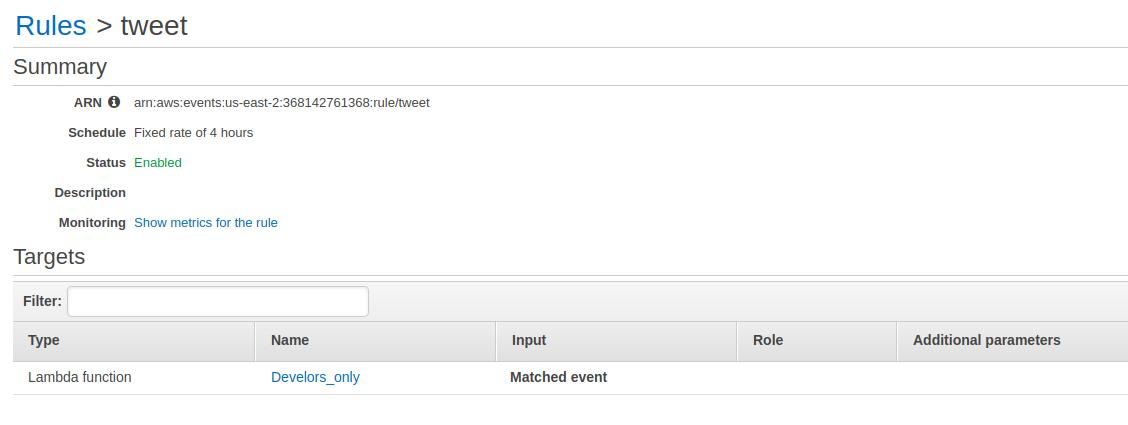 Rules > tweet
Summary
ARN arn:aws:events:us-east-2:368142761368:rule/tweet
Schedule Fixed rate of 4 hours
Status Enabled
Description
Monitoring Show metrics for the rule
Targets
Filter:
Type Name Input Role Additional parameters
Lambda function Develors_only Matched event